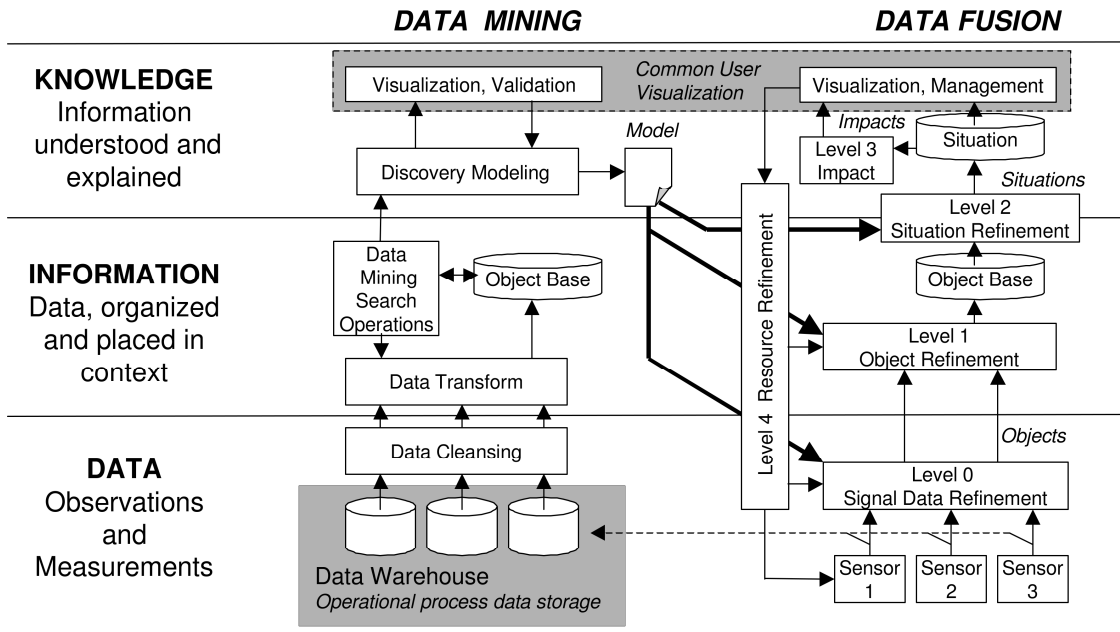 DATA MINING
DATA FUSION
KNOWLEDGE
Information
understood and
explained
Visualization, Validation
Common User
Visualization
Visualization, Management
Discovery Modeling
Model
Impacts
Level 3
Impact
Situation
Situations
Level 2
Situation Refinement
INFORMATION
Data, organized
and placed in
context
Data
Mining
Search
Operations
Object Base
Data Transform
Level 4 Resource Refinement
Object Base
Level 1
Object Refinement
DATA
Observations
and
Measurements
Data Cleansing
Data Warehouse
Operational process data storage
Objects
Level 0
Signal Data Refinement
Sensor
1
Sensor
2
Sensor
3